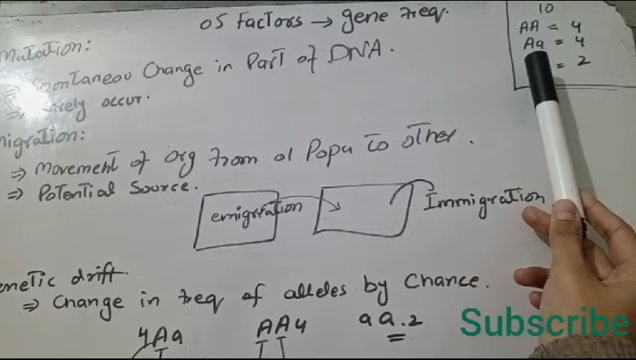 05 Factors → gene freq.
10
AA = 4
Aa = 4
= 2
Mutation:
⇒ Spontaneou Change in Part of DNA.
⇒ rarely occur.
migration:
⇒ Movement of org from 01 Popu to other.
⇒ Potential Source.
emigration
Immigration
genetic drift.
⇒ Change in freq of alleles by Chance.
4Aa AA4 aa.2
Subscribe